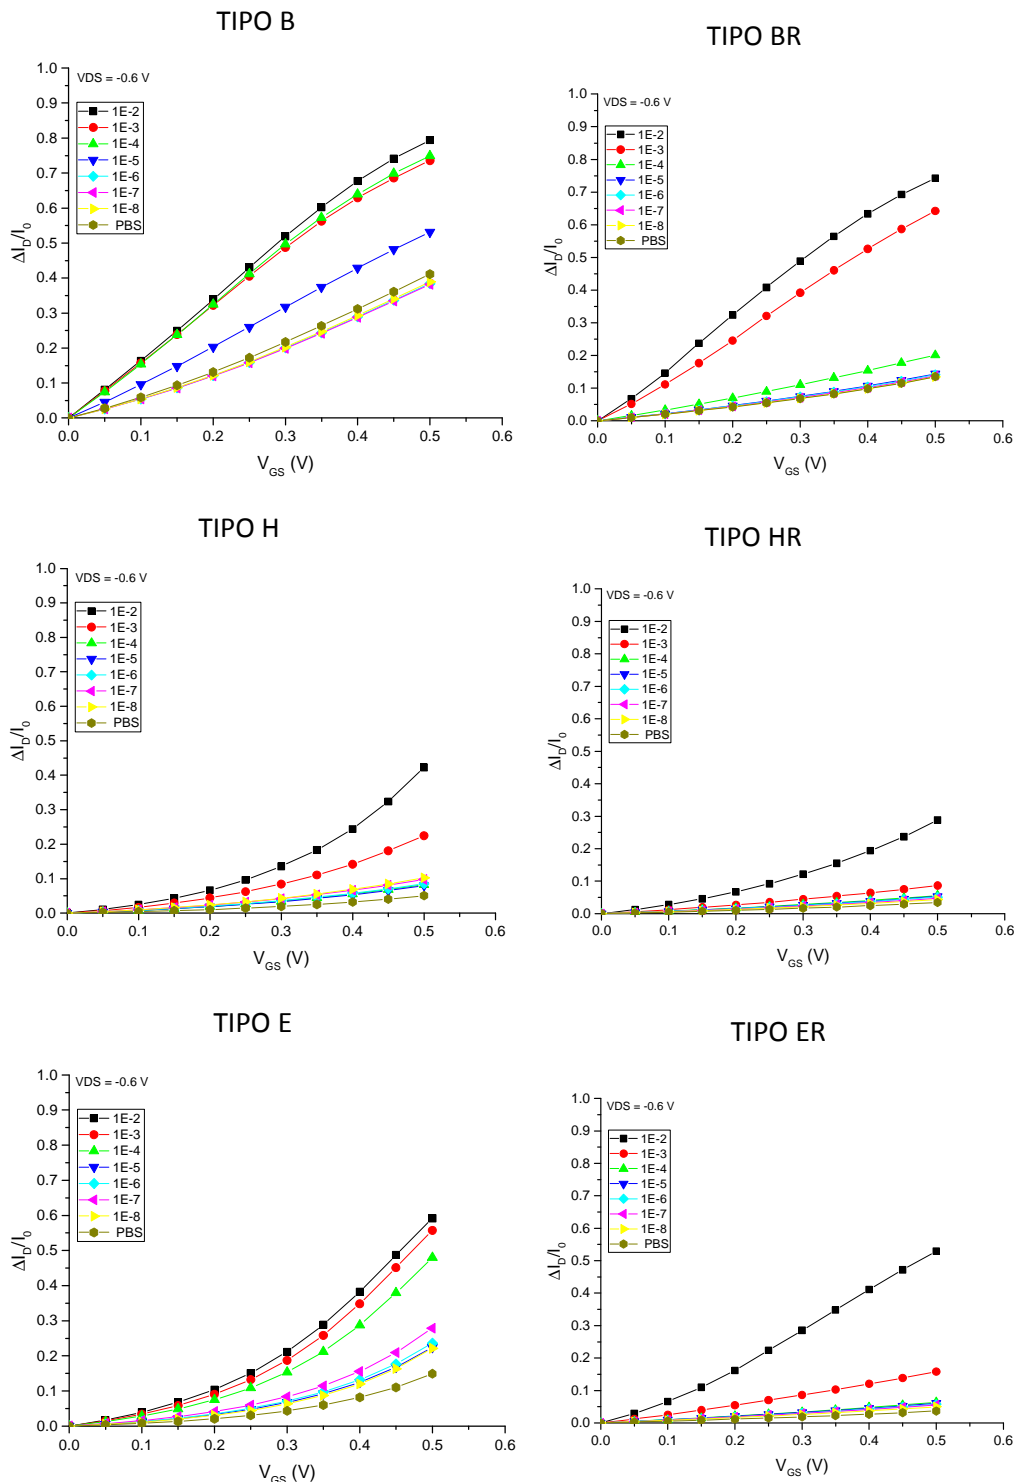 TIPO B
VDS = -0.6 V
1E-2
1E-3
1E-4
1E-5
1E-6
1E-7
1E-8
PBS
1.0
0.9
0.8
0.7
0.6
0.5
0.4
0.3
0.2
0.1
0.0
ΔI_D/I_0
0.0 0.1 0.2 0.3 0.4 0.5 0.6
V_GS (V)
TIPO BR
VDS = -0.6 V
1E-2
1E-3
1E-4
1E-5
1E-6
1E-7
1E-8
PBS
1.0
0.9
0.8
0.7
0.6
0.5
0.4
0.3
0.2
0.1
0.0
ΔI_D/I_0
0.0 0.1 0.2 0.3 0.4 0.5 0.6
V_GS (V)
TIPO H
VDS = -0.6 V
1E-2
1E-3
1E-4
1E-5
1E-6
1E-7
1E-8
PBS
1.0
0.9
0.8
0.7
0.6
0.5
0.4
0.3
0.2
0.1
0.0
ΔI_D/I_0
0.0 0.1 0.2 0.3 0.4 0.5 0.6
V_GS (V)
TIPO HR
VDS = -0.6 V
1E-2
1E-3
1E-4
1E-5
1E-6
1E-7
1E-8
PBS
1.0
0.9
0.8
0.7
0.6
0.5
0.4
0.3
0.2
0.1
0.0
ΔI_D/I_0
0.0 0.1 0.2 0.3 0.4 0.5 0.6
V_GS (V)
TIPO E
VDS = -0.6 V
1E-2
1E-3
1E-4
1E-5
1E-6
1E-7
1E-8
PBS
1.0
0.9
0.8
0.7
0.6
0.5
0.4
0.3
0.2
0.1
0.0
ΔI_D/I_0
0.0 0.1 0.2 0.3 0.4 0.5 0.6
V_GS (V)
TIPO ER
VDS = -0.6 V
1E-2
1E-3
1E-4
1E-5
1E-6
1E-7
1E-8
PBS
1.0
0.9
0.8
0.7
0.6
0.5
0.4
0.3
0.2
0.1
0.0
ΔI_D/I_0
0.0 0.1 0.2 0.3 0.4 0.5 0.6
V_GS (V)